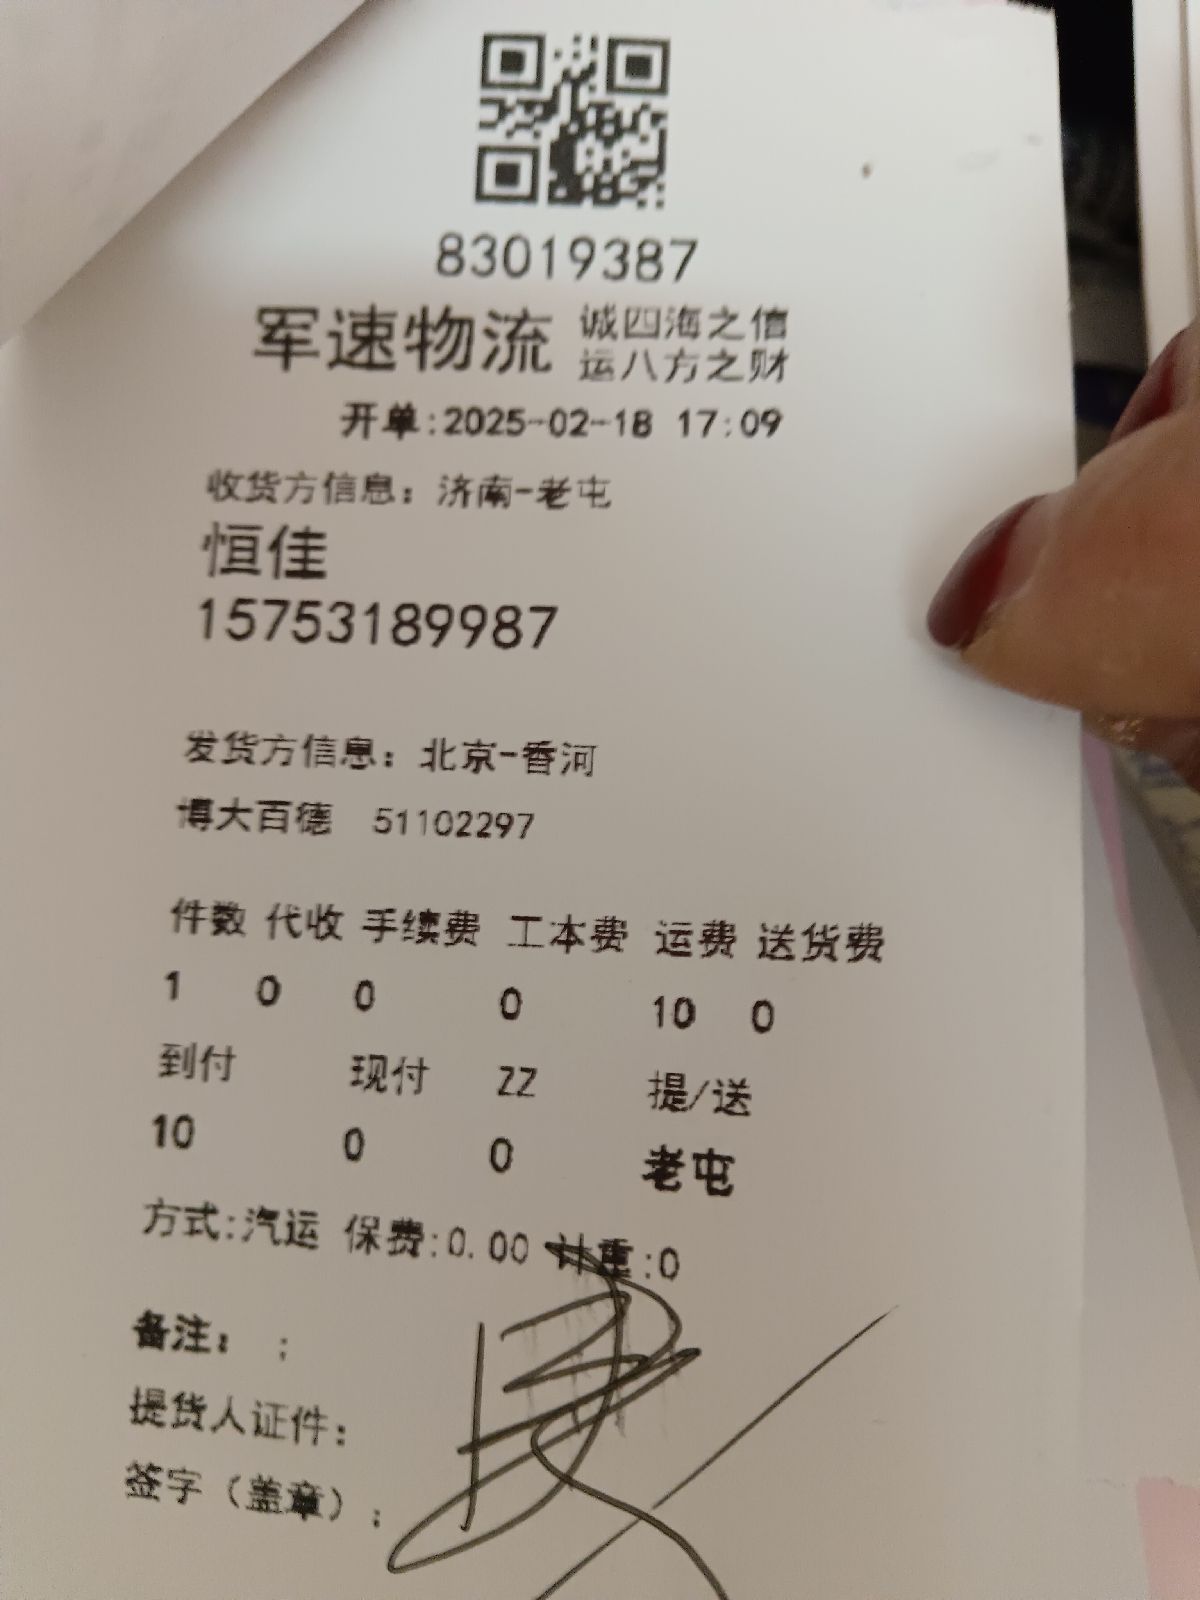 83019387
军速物流 诚四海之信
运八方之财
开单:2025-02-18 17:09
收货方信息: 济南-老屯
恒佳
15753189987
发货方信息: 北京-香河
博大百德 51102297
件数 代收 手续费 工本费 运费 送货费
1 0 0 0 10 0
到付 现付 ZZ 提/送
10 0 0 老屯
方式:汽运 保费:0.00 计重:0
备注: ;
提货人证件:
签字（盖章）: